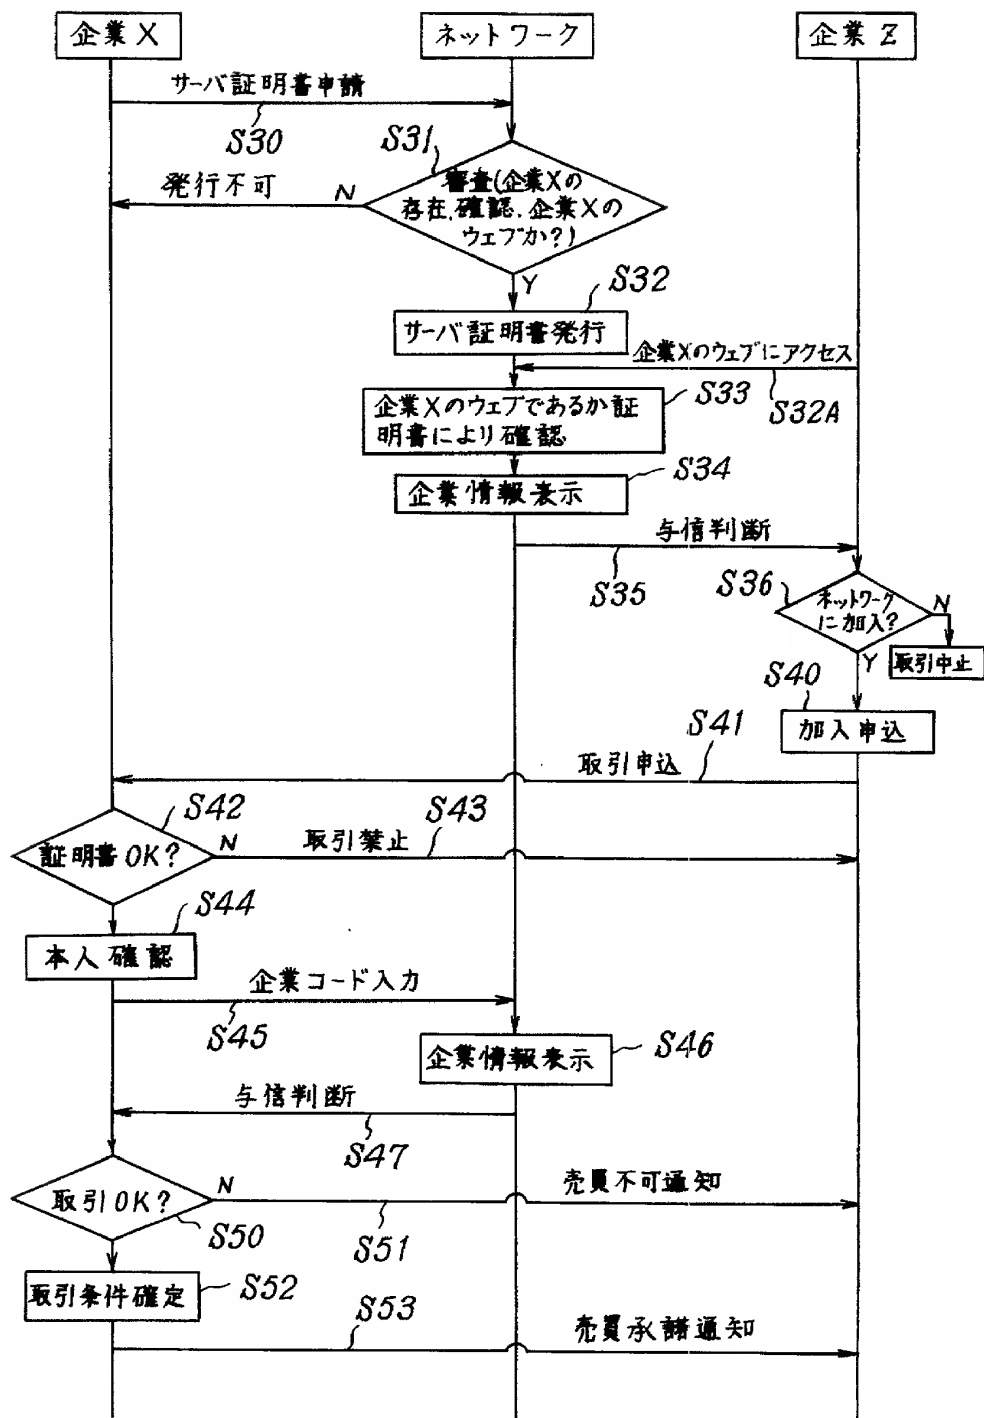 企業X
ネットワーク
企業Z
サーバ証明書申請
S30
S31
発行不可
N
審査(企業Xの
存在,確認.企業Xの
ウェブか?)
Y
S32
サーバ証明書発行
企業Xのウェブにアクセス
S32A
S33
企業Xのウェブであるか証
明書により確認
S34
企業情報表示
与信判断
S35
S36
ネットワーク
に加入?
N
Y
取引中止
S40
加入申込
S41
取引申込
S42
証明書OK?
N
取引禁止
S43
S44
本人確認
企業コード入力
S45
企業情報表示
S46
与信判断
S47
取引OK?
N
S50
売買不可通知
S51
取引条件確定
S52
S53
売買承諾通知